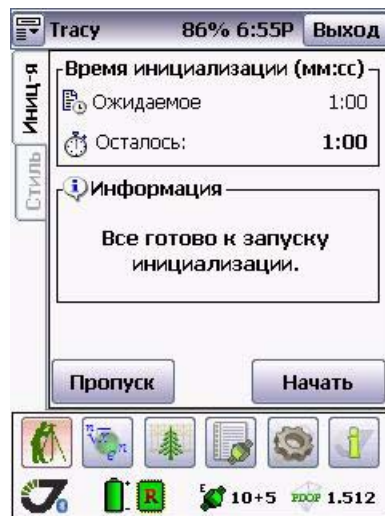 Tracy 86% 6:55P Выход
Иниц-я
Стиль
Время инициализации (мм:сс)
Ожидаемое 1:00
Осталось: 1:00
Информация
Все готово к запуску
инициализации.
Пропуск Начать
0 R E 10+5 PDOP 1.512